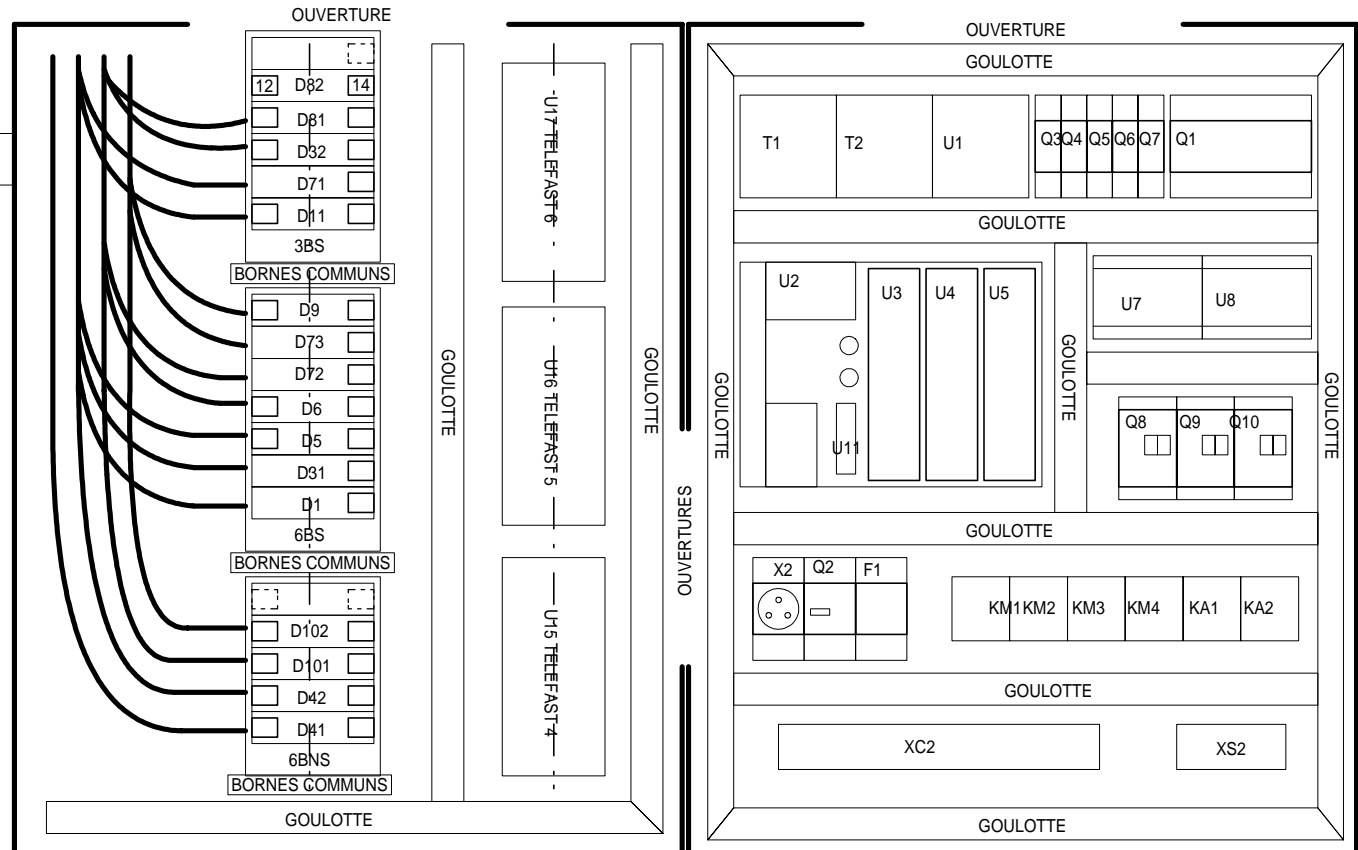 OUVERTURE
12 D82 14
D81
D32
D71
D11
3BS
BORNES COMMUNS
D9
D73
D72
D6
D5
D31
D1
6BS
BORNES COMMUNS
D102
D101
D42
D41
6BNS
BORNES COMMUNS
GOULOTTE
GOULOTTE
U17 TELEFAST 6
U16 TELEFAST 5
U15 TELEFAST 4
GOULOTTE
OUVERTURES
OUVERTURE
GOULOTTE
T1 T2 U1 Q3 Q4 Q5 Q6 Q7 Q1
GOULOTTE
GOULOTTE
U2 U3 U4 U5
U11
GOULOTTE
U7 U8
Q8 Q9 Q10
GOULOTTE
GOULOTTE
X2 Q2 F1
KM1 KM2 KM3 KM4 KA1 KA2
GOULOTTE
XC2 XS2
GOULOTTE